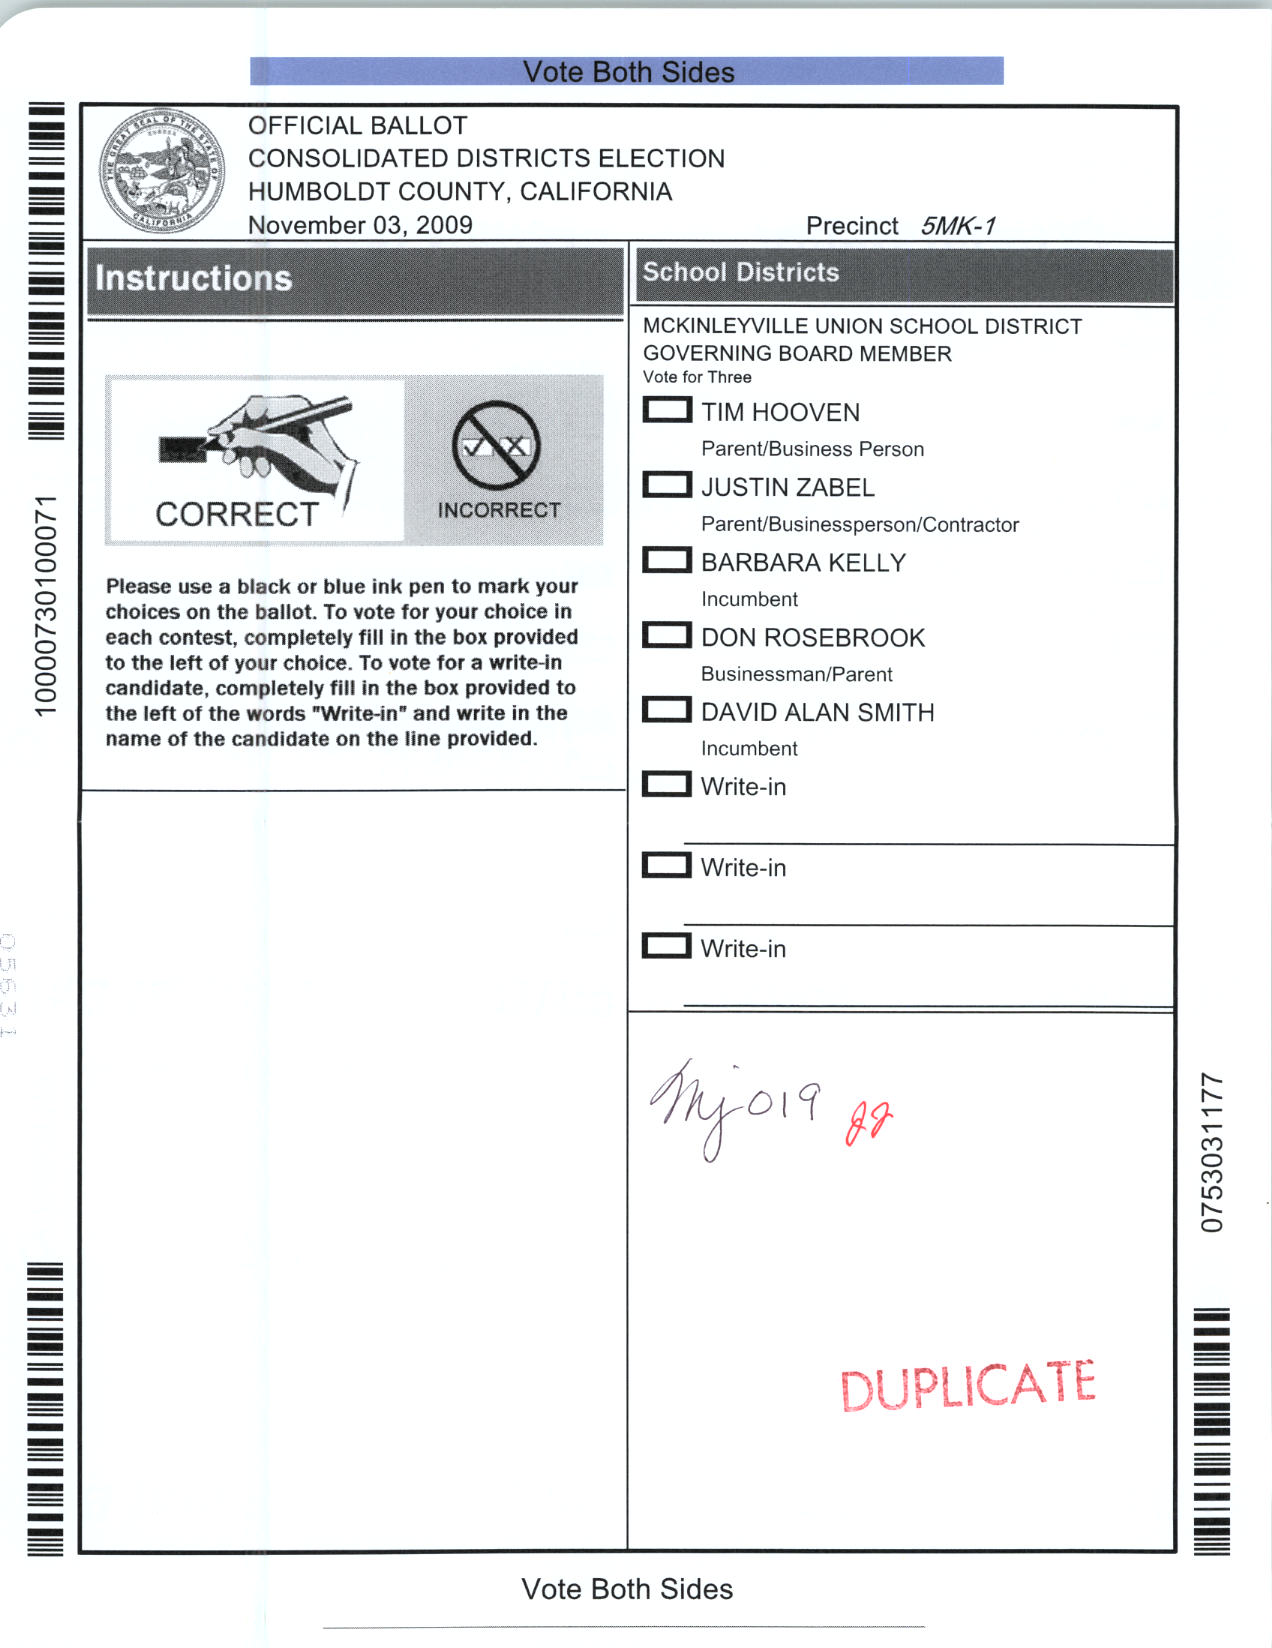 Vote Both Sides
OFFICIAL BALLOT
CONSOLIDATED DISTRICTS ELECTION
HUMBOLDT COUNTY, CALIFORNIA
November 03, 2009
Precinct 5MK-1
THE GREAT SEAL OF THE STATE OF CALIFORNIA
EUREKA
Instructions
CORRECT
INCORRECT
Please use a black or blue ink pen to mark your
choices on the ballot. To vote for your choice in
each contest, completely fill in the box provided
to the left of your choice. To vote for a write-in
candidate, completely fill in the box provided to
the left of the words "Write-in" and write in the
name of the candidate on the line provided.
School Districts
MCKINLEYVILLE UNION SCHOOL DISTRICT
GOVERNING BOARD MEMBER
Vote for Three
TIM HOOVEN
Parent/Business Person
JUSTIN ZABEL
Parent/Businessperson/Contractor
BARBARA KELLY
Incumbent
DON ROSEBROOK
Businessman/Parent
DAVID ALAN SMITH
Incumbent
Write-in
Write-in
Write-in
Mj 019
DUPLICATE
10000730100071
0753031177
05631
Vote Both Sides